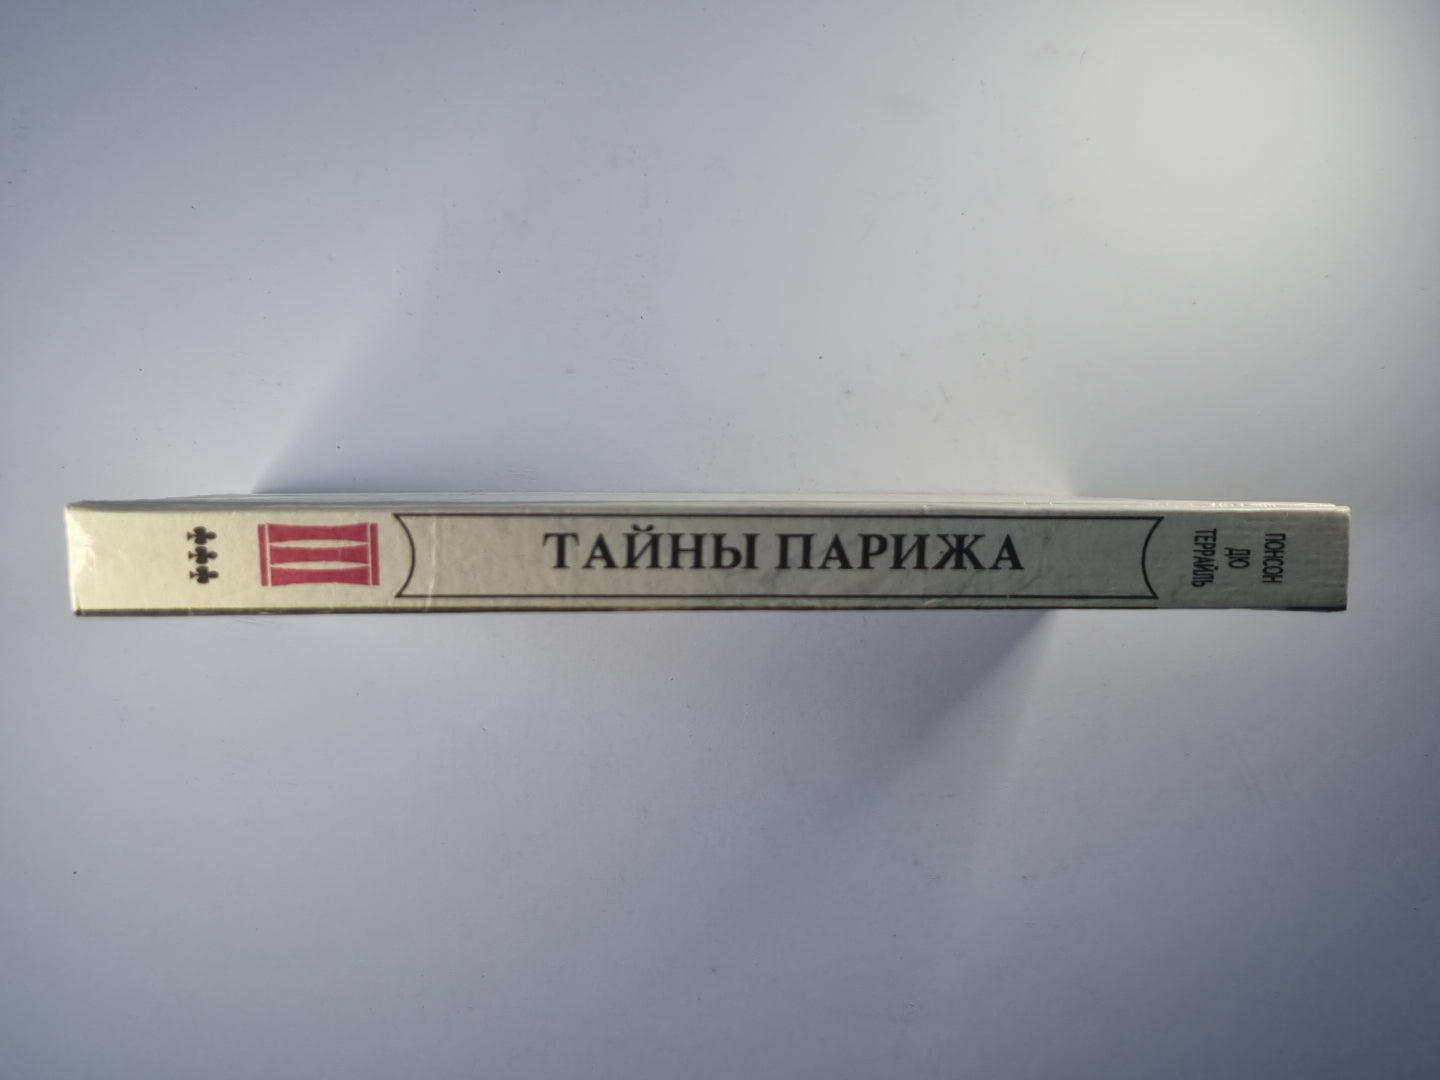 ПОНСОН
ДЮ
ТЕРРАЙЛЬ
ТАЙНЫ ПАРИЖА
III